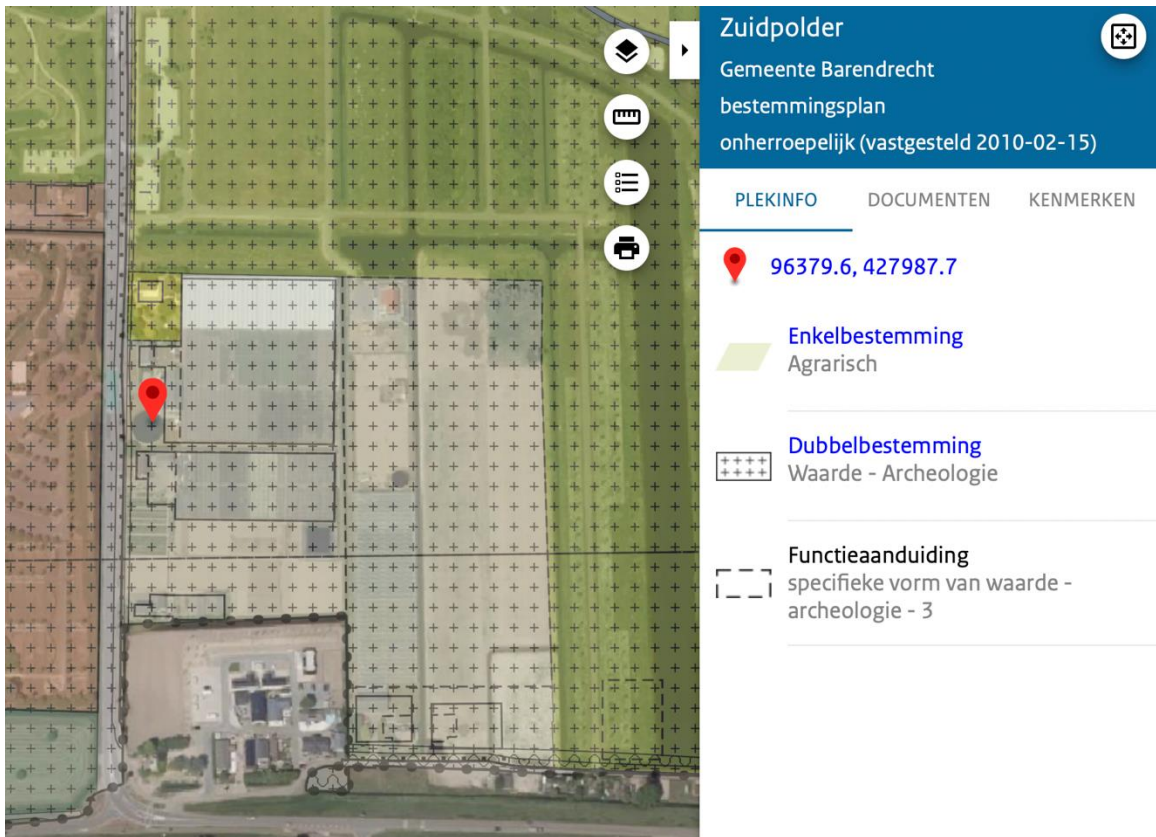 Zuidpolder
Gemeente Barendrecht
bestemmingsplan
onherroepelijk (vastgesteld 2010-02-15)
PLEKINFO DOCUMENTEN KENMERKEN
96379.6, 427987.7
Enkelbestemming
Agrarisch
Dubbelbestemming
Waarde - Archeologie
Functieaanduiding
specifieke vorm van waarde -
archeologie - 3